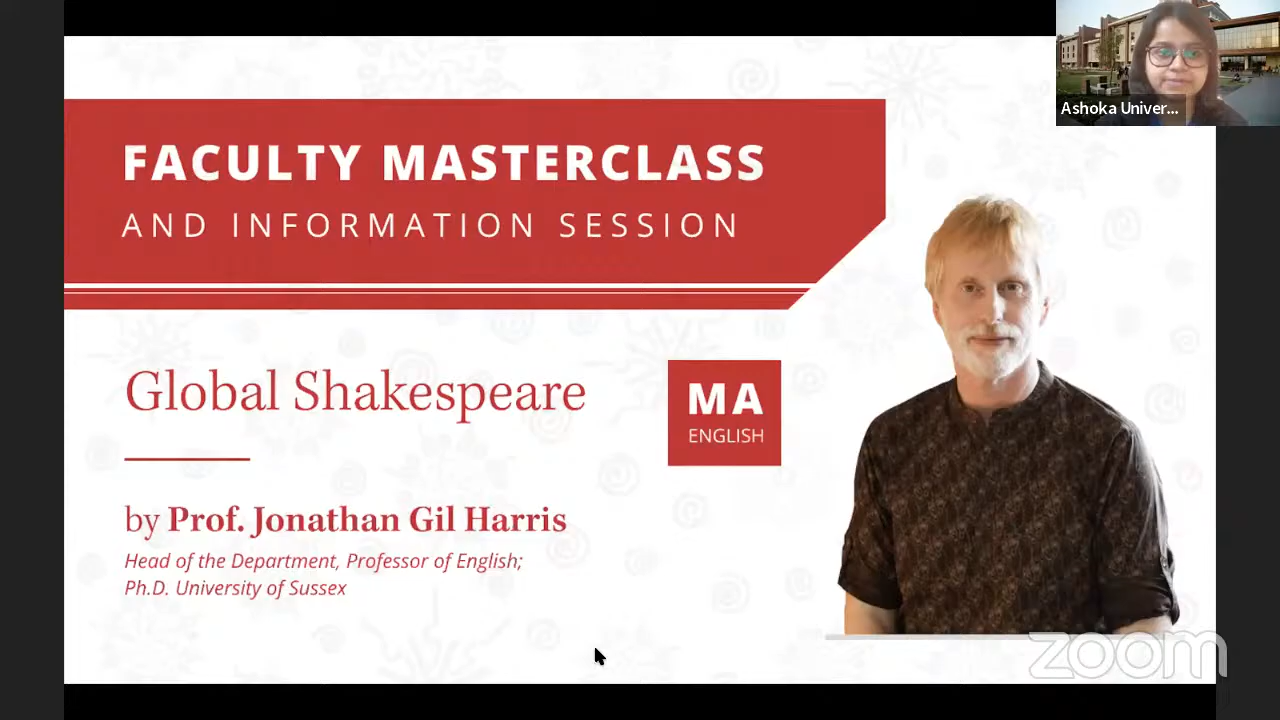 Ashoka Univer...
FACULTY MASTERCLASS
AND INFORMATION SESSION
Global Shakespeare
MA
ENGLISH
by Prof. Jonathan Gil Harris
Head of the Department, Professor of English;
Ph.D. University of Sussex
zoom